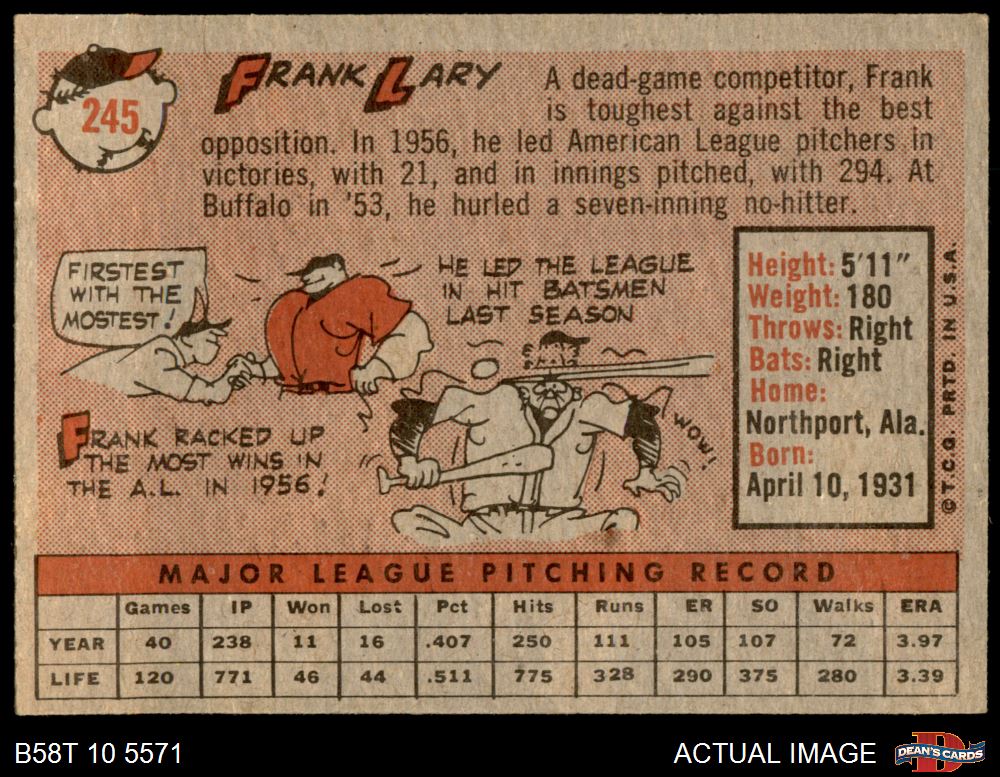 245
FRANK LARY
A dead-game competitor, Frank
is toughest against the best
opposition. In 1956, he led American League pitchers in
victories, with 21, and in innings pitched, with 294. At
Buffalo in '53, he hurled a seven-inning no-hitter.
FIRSTEST
WITH THE
MOSTEST!
HE LED THE LEAGUE
IN HIT BATSMEN
LAST SEASON
FRANK RACKED UP
THE MOST WINS IN
THE A.L. IN 1956!
WOW!
Height: 5'11"
Weight: 180
Throws: Right
Bats: Right
Home:
Northport, Ala.
Born:
April 10, 1931
©T.C.G. PRTD. IN U.S.A.
MAJOR LEAGUE PITCHING RECORD
Games IP Won Lost Pct Hits Runs ER SO Walks ERA
YEAR 40 238 11 16 .407 250 111 105 107 72 3.97
LIFE 120 771 46 44 .511 775 328 290 375 280 3.39
B58T 10 5571
ACTUAL IMAGE
D
DEAN'S CARDS